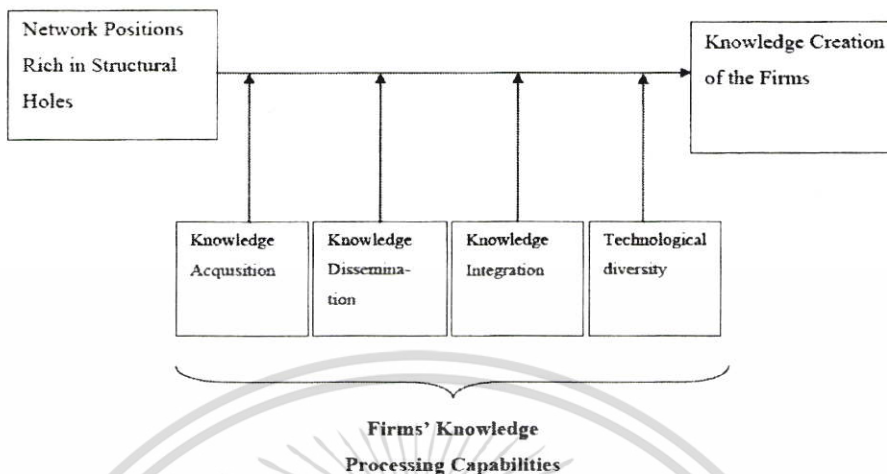 Network Positions
Rich in Structural
Holes
Knowledge Creation
of the Firms
Knowledge
Acquisition
Knowledge
Dissemina-
tion
Knowledge
Integration
Technological
diversity
Firms’ Knowledge
Processing Capabilities